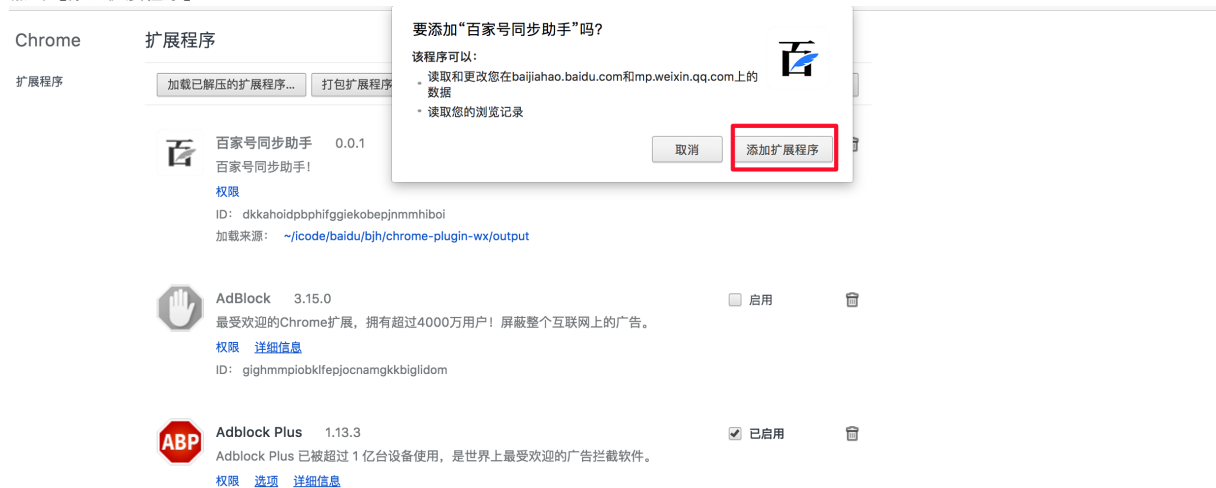 要添加“百家号同步助手”吗?
该程序可以:
读取和更改您在baijiahao.baidu.com和mp.weixin.qq.com上的
数据
读取您的浏览记录
取消
添加扩展程序
百
Chrome
扩展程序
扩展程序
加载已解压的扩展程序...
打包扩展程序
百家号同步助手 0.0.1
百家号同步助手!
权限
ID: dkkahoidpbphifggiekobepjnmmhiboi
加载来源: ~/icode/baidu/bjh/chrome-plugin-wx/output
AdBlock 3.15.0
启用
最受欢迎的Chrome扩展，拥有超过4000万用户！屏蔽整个互联网上的广告。
权限 详细信息
ID: gighmmpiobklfepjocnamgkkbiglidom
ABP
Adblock Plus 1.13.3
已启用
Adblock Plus 已被超过 1 亿台设备使用，是世界上最受欢迎的广告拦截软件。
权限 选项 详细信息